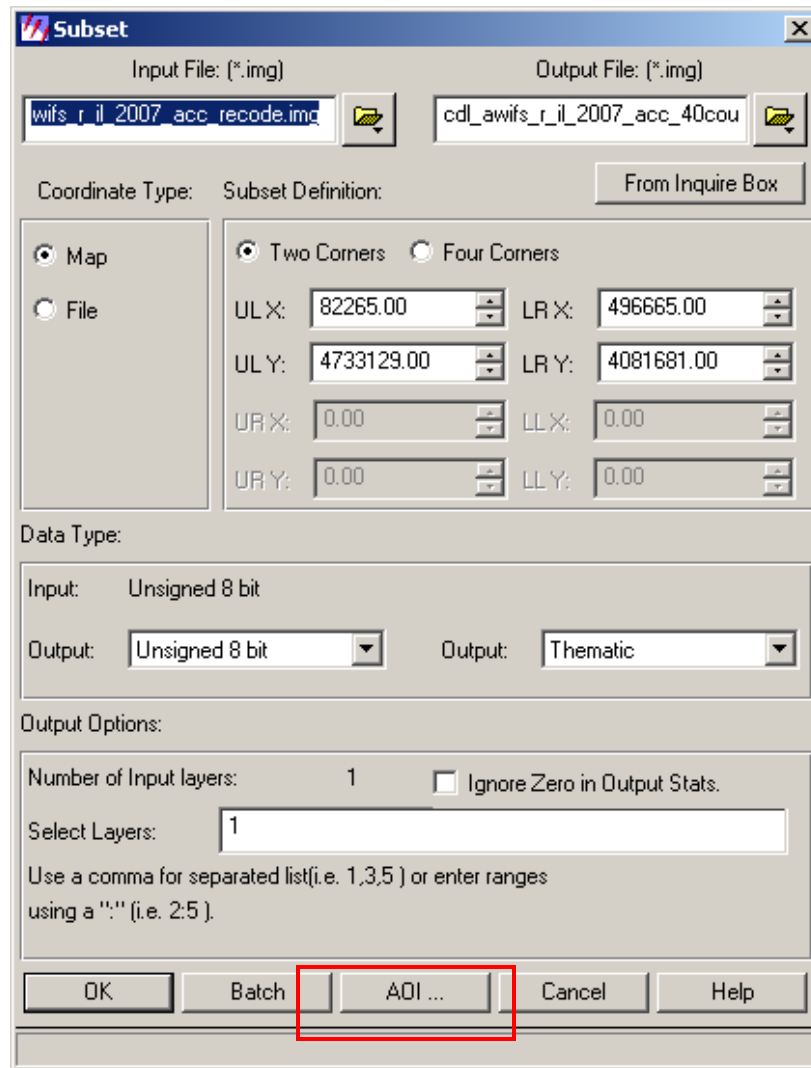 Subset
Input File: (*.img) Output File: (*.img)
wifs_r_il_2007_acc_recode.img cdl_awifs_r_il_2007_acc_40cou
Coordinate Type: Subset Definition: From Inquire Box
Map Two Corners Four Corners
File UL X: 82265.00 LR X: 496665.00
UL Y: 4733129.00 LR Y: 4081681.00
UR X: 0.00 LL X: 0.00
UR Y: 0.00 LL Y: 0.00
Data Type:
Input: Unsigned 8 bit
Output: Unsigned 8 bit Output: Thematic
Output Options:
Number of Input layers: 1 Ignore Zero in Output Stats.
Select Layers: 1
Use a comma for separated list(i.e. 1,3,5 ) or enter ranges
using a ":" (i.e. 2:5 ).
OK Batch AOI ... Cancel Help